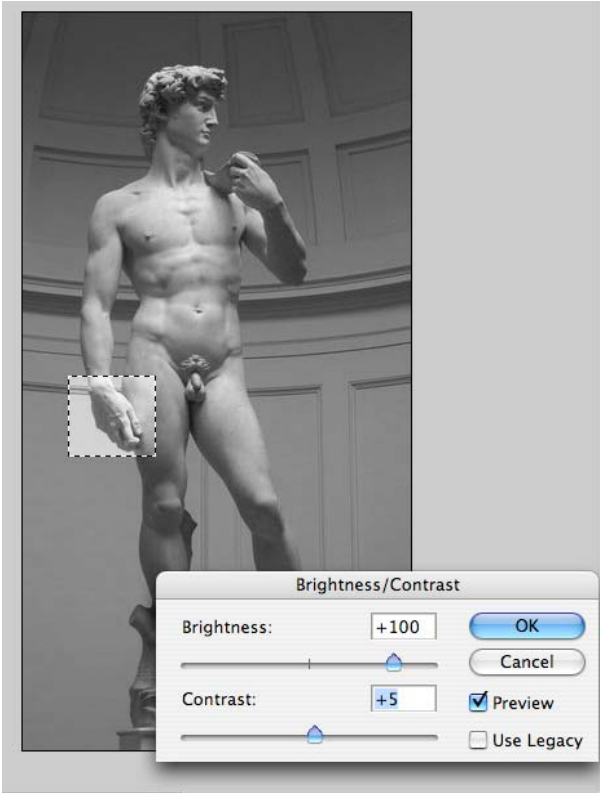 Brightness/Contrast
Brightness: +100 OK
Cancel
Contrast: +5 Preview
Use Legacy